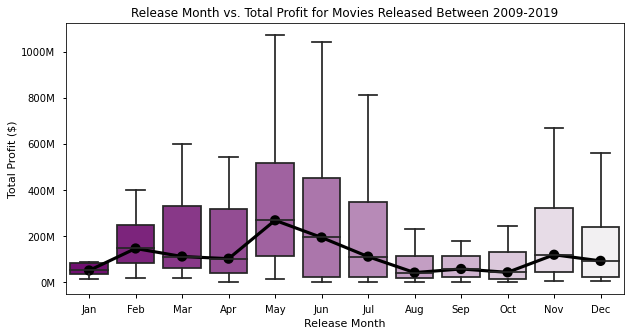 Release Month vs. Total Profit for Movies Released Between 2009-2019
Total Profit ($)
1000M
800M
600M
400M
200M
0M
Jan Feb Mar Apr May Jun Jul Aug Sep Oct Nov Dec
Release Month